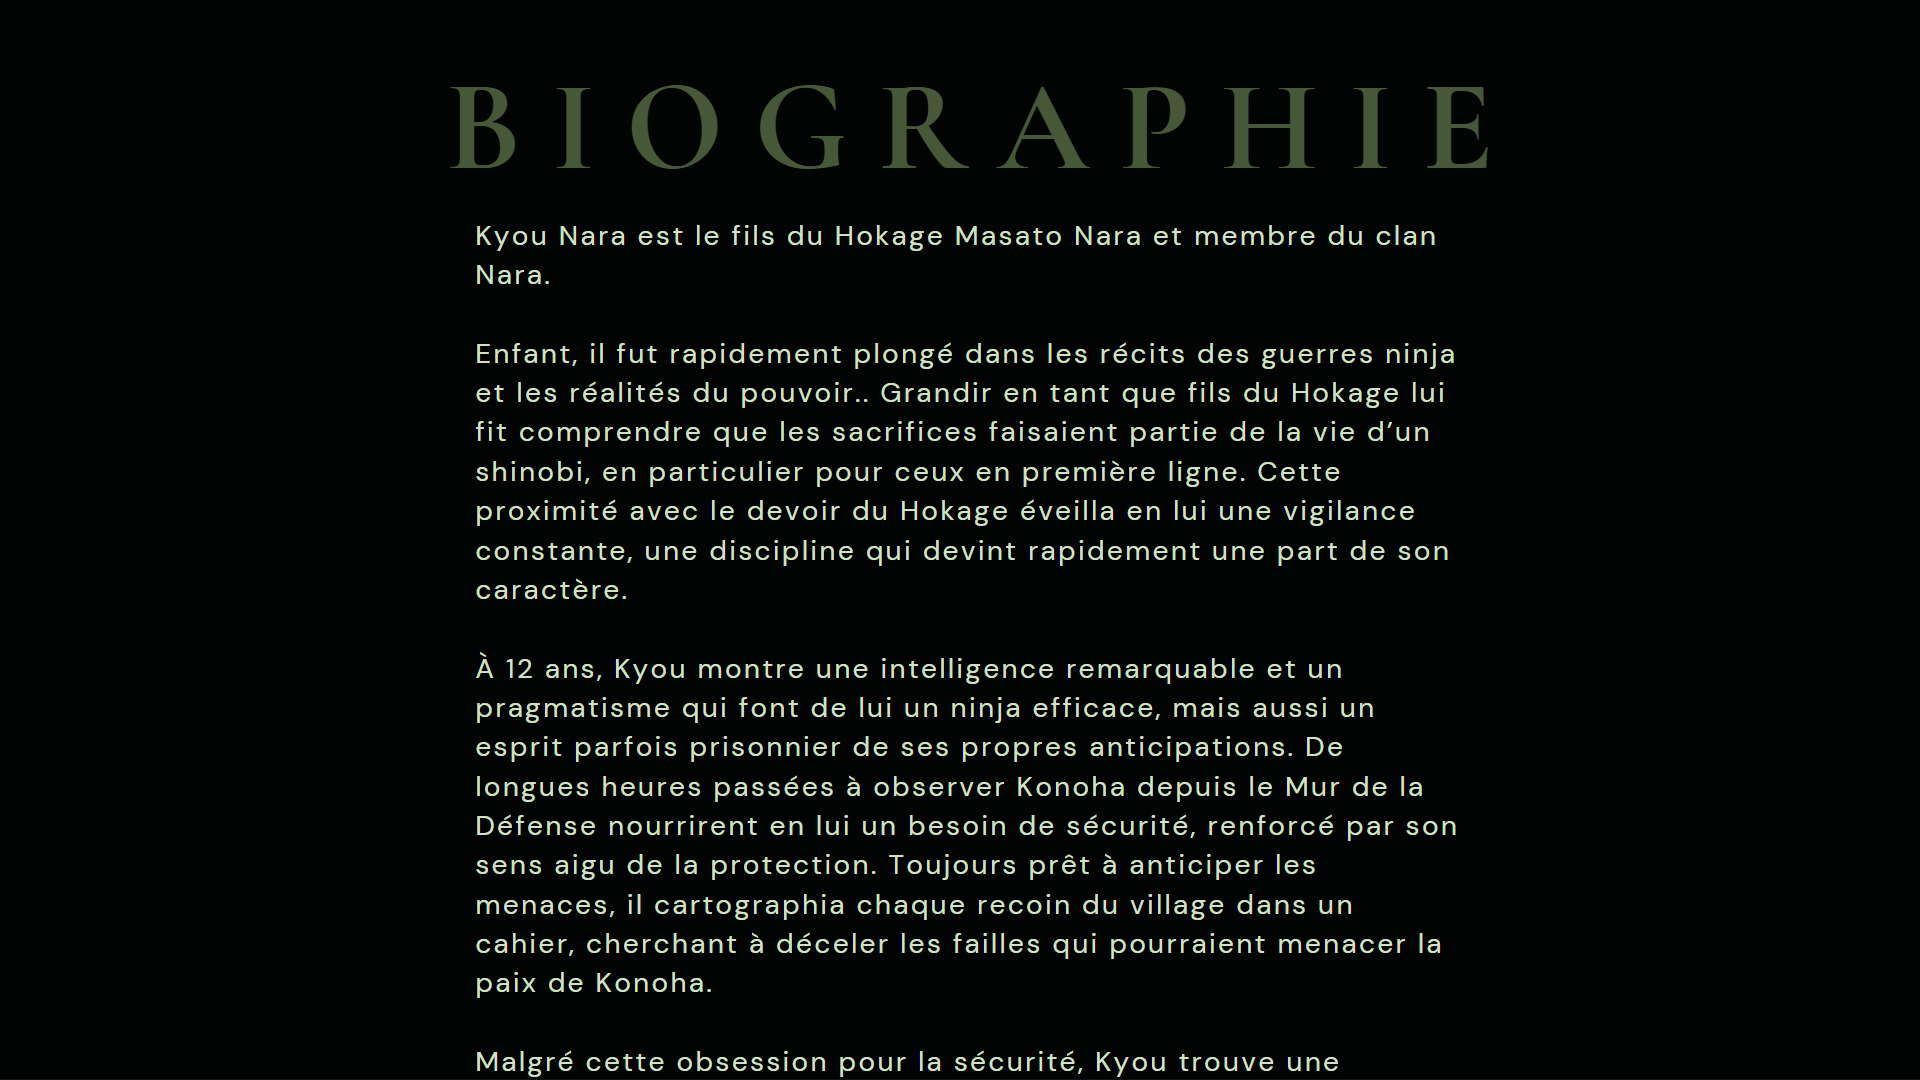 BIOGRAPHIE
Kyou Nara est le fils du Hokage Masato Nara et membre du clan
Nara.
Enfant, il fut rapidement plongé dans les récits des guerres ninja
et les réalités du pouvoir.. Grandir en tant que fils du Hokage lui
fit comprendre que les sacrifices faisaient partie de la vie d’un
shinobi, en particulier pour ceux en première ligne. Cette
proximité avec le devoir du Hokage éveilla en lui une vigilance
constante, une discipline qui devint rapidement une part de son
caractère.
À 12 ans, Kyou montre une intelligence remarquable et un
pragmatisme qui font de lui un ninja efficace, mais aussi un
esprit parfois prisonnier de ses propres anticipations. De
longues heures passées à observer Konoha depuis le Mur de la
Défense nourrirent en lui un besoin de sécurité, renforcé par son
sens aigu de la protection. Toujours prêt à anticiper les
menaces, il cartographia chaque recoin du village dans un
cahier, cherchant à déceler les failles qui pourraient menacer la
paix de Konoha.
Malgré cette obsession pour la sécurité, Kyou trouve une